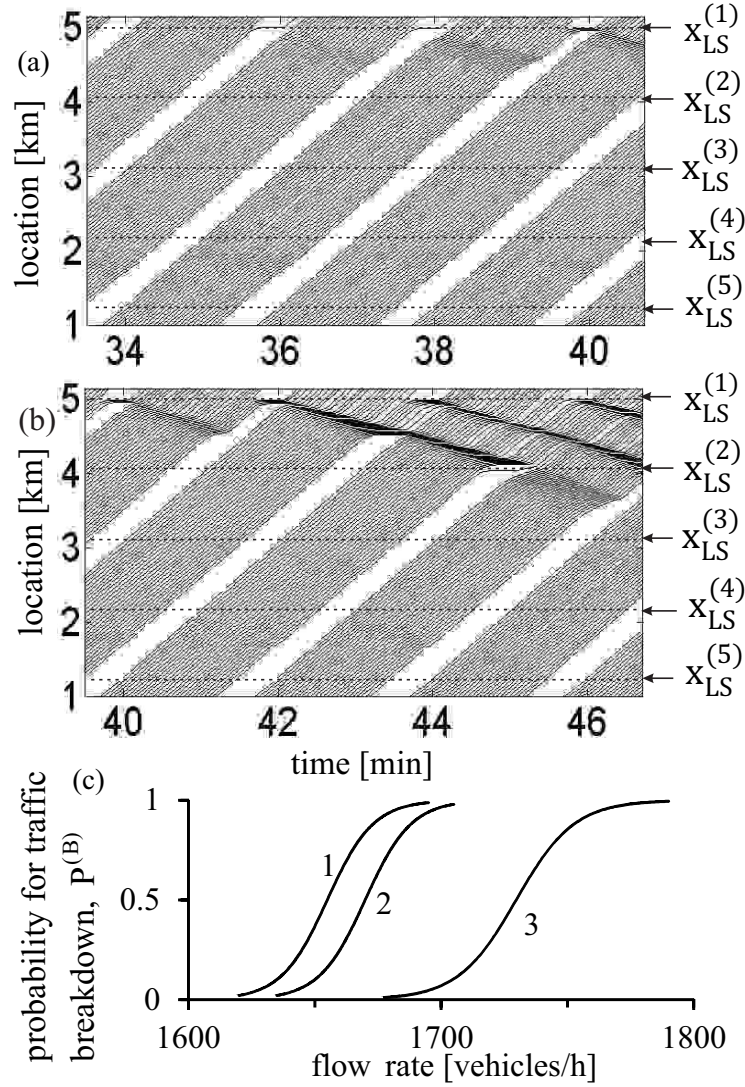 (a)
location [km]
5
4
3
2
1
34 36 38 40
x_LS^(1)
x_LS^(2)
x_LS^(3)
x_LS^(4)
x_LS^(5)
(b)
location [km]
5
4
3
2
1
40 42 44 46
time [min]
x_LS^(1)
x_LS^(2)
x_LS^(3)
x_LS^(4)
x_LS^(5)
(c)
probability for traffic
breakdown, P^(B)
1
0.5
0
1
2
3
1600 1700 1800
flow rate [vehicles/h]